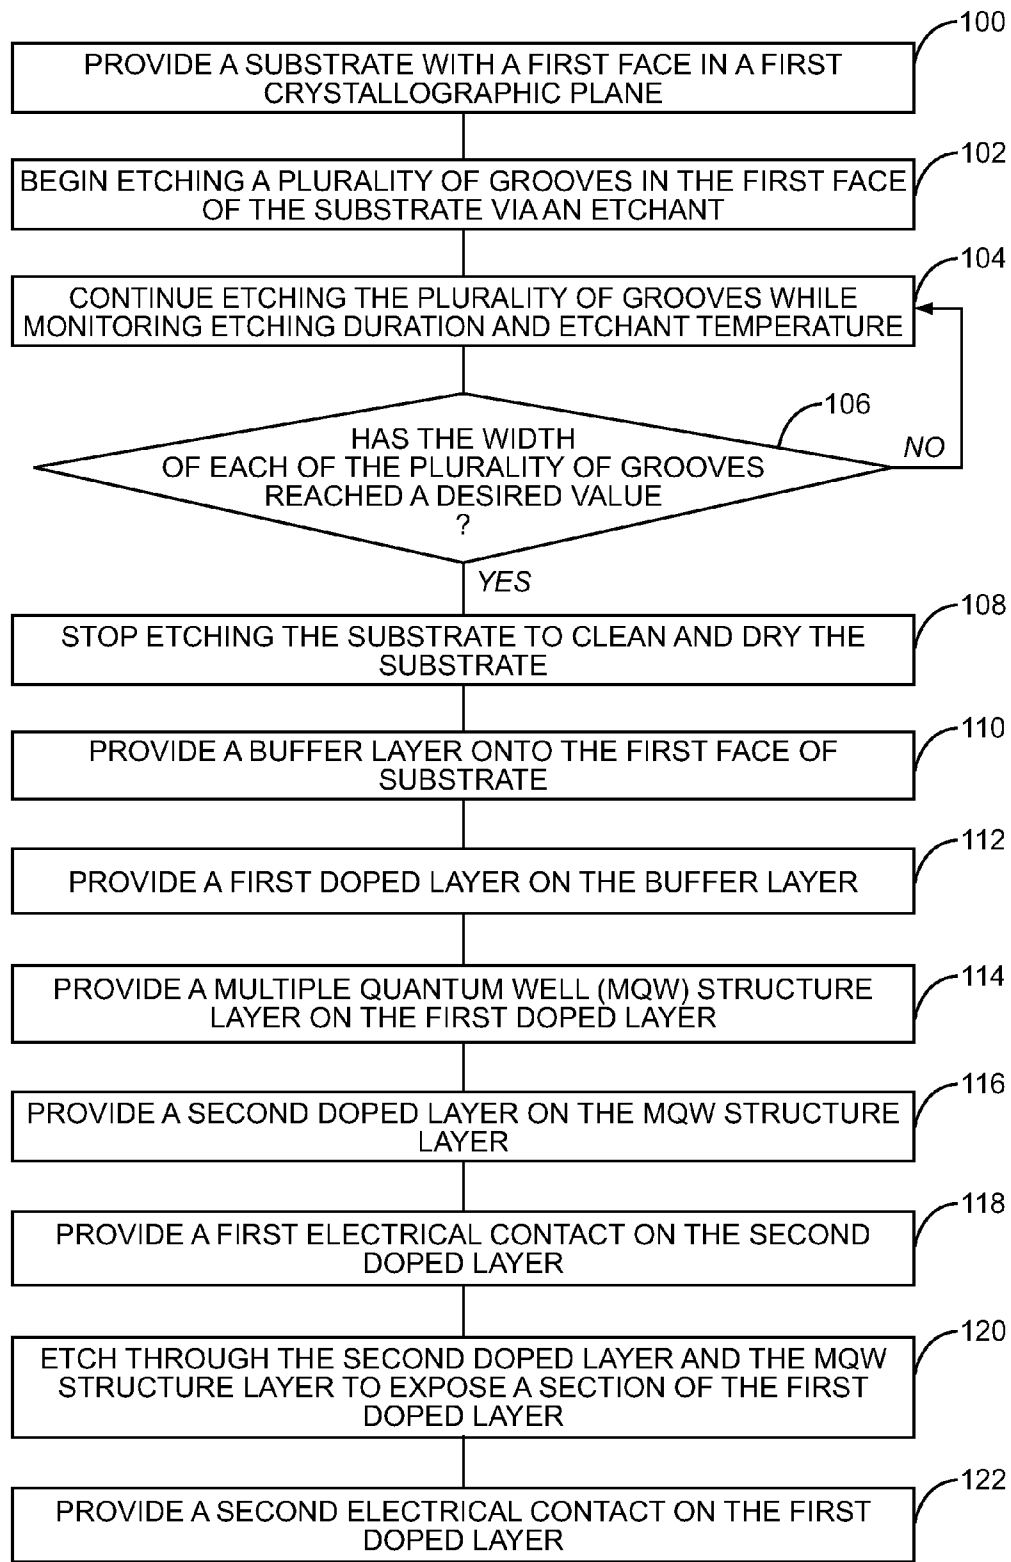 100
PROVIDE A SUBSTRATE WITH A FIRST FACE IN A FIRST
CRYSTALLOGRAPHIC PLANE
102
BEGIN ETCHING A PLURALITY OF GROOVES IN THE FIRST FACE
OF THE SUBSTRATE VIA AN ETCHANT
104
CONTINUE ETCHING THE PLURALITY OF GROOVES WHILE
MONITORING ETCHING DURATION AND ETCHANT TEMPERATURE
106
HAS THE WIDTH
OF EACH OF THE PLURALITY OF GROOVES
REACHED A DESIRED VALUE
?
NO
YES
108
STOP ETCHING THE SUBSTRATE TO CLEAN AND DRY THE
SUBSTRATE
110
PROVIDE A BUFFER LAYER ONTO THE FIRST FACE OF
SUBSTRATE
112
PROVIDE A FIRST DOPED LAYER ON THE BUFFER LAYER
114
PROVIDE A MULTIPLE QUANTUM WELL (MQW) STRUCTURE
LAYER ON THE FIRST DOPED LAYER
116
PROVIDE A SECOND DOPED LAYER ON THE MQW STRUCTURE
LAYER
118
PROVIDE A FIRST ELECTRICAL CONTACT ON THE SECOND
DOPED LAYER
120
ETCH THROUGH THE SECOND DOPED LAYER AND THE MQW
STRUCTURE LAYER TO EXPOSE A SECTION OF THE FIRST
DOPED LAYER
122
PROVIDE A SECOND ELECTRICAL CONTACT ON THE FIRST
DOPED LAYER